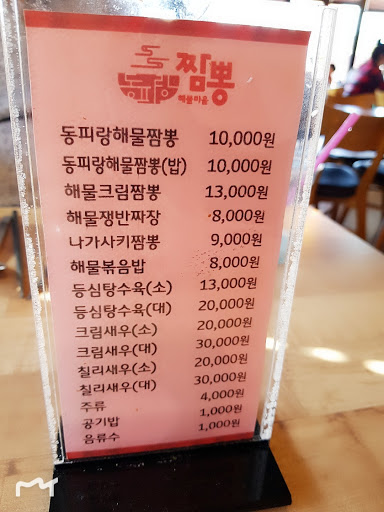 짬뽕
해물마을
동피랑해물짬뽕 10,000원
동피랑해물짬뽕(밥) 10,000원
해물크림짬뽕 13,000원
해물쟁반짜장 8,000원
나가사키짬뽕 9,000원
해물볶음밥 8,000원
등심탕수육(소) 13,000원
등심탕수육(대) 20,000원
크림새우(소) 20,000원
크림새우(대) 30,000원
칠리새우(소) 20,000원
칠리새우(대) 30,000원
주류 4,000원
공기밥 1,000원
음류수 1,000원